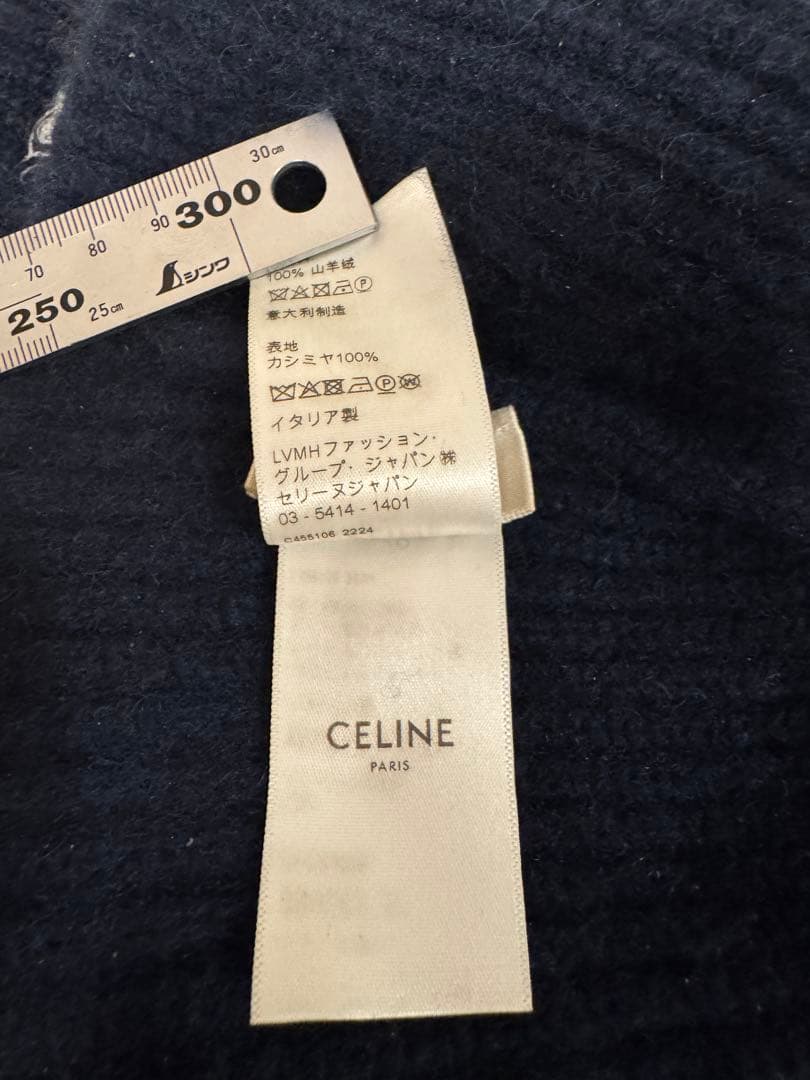 30cm
90 300
80
70
シンワ
250 25cm
100% 山羊绒
意大利制造
表地
カシミヤ100%
イタリア製
LVMHファッション・
グループ・ジャパン㈱
セリーヌジャパン
03 - 5414 - 1401
C455106 2224
CELINE
PARIS